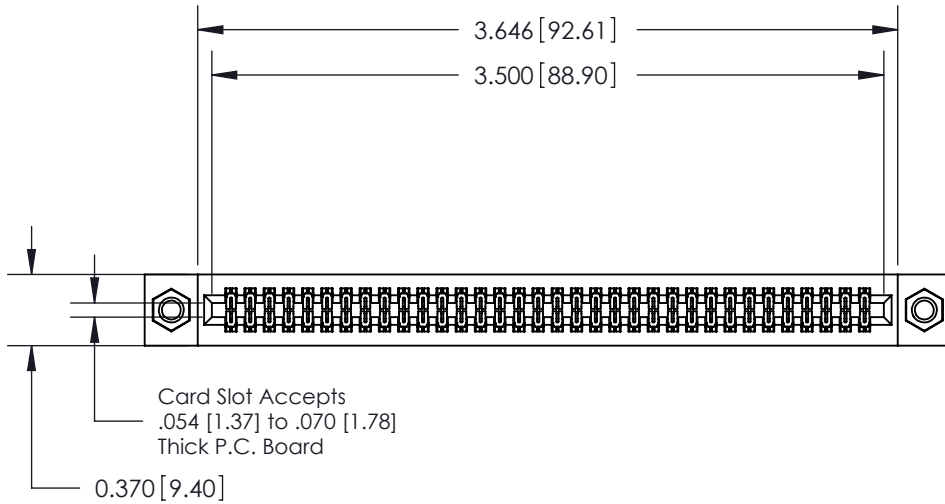 3.646 [92.61]
3.500 [88.90]
Card Slot Accepts
.054 [1.37] to .070 [1.78]
Thick P.C. Board
0.370 [9.40]